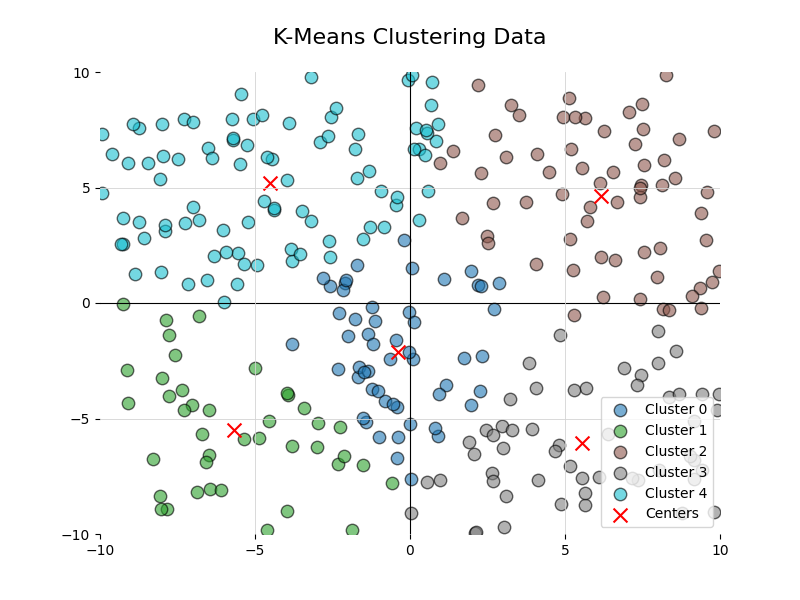 K-Means Clustering Data
10
5
0
−5
−10
−10
−5
0
5
10
Cluster 0
Cluster 1
Cluster 2
Cluster 3
Cluster 4
Centers